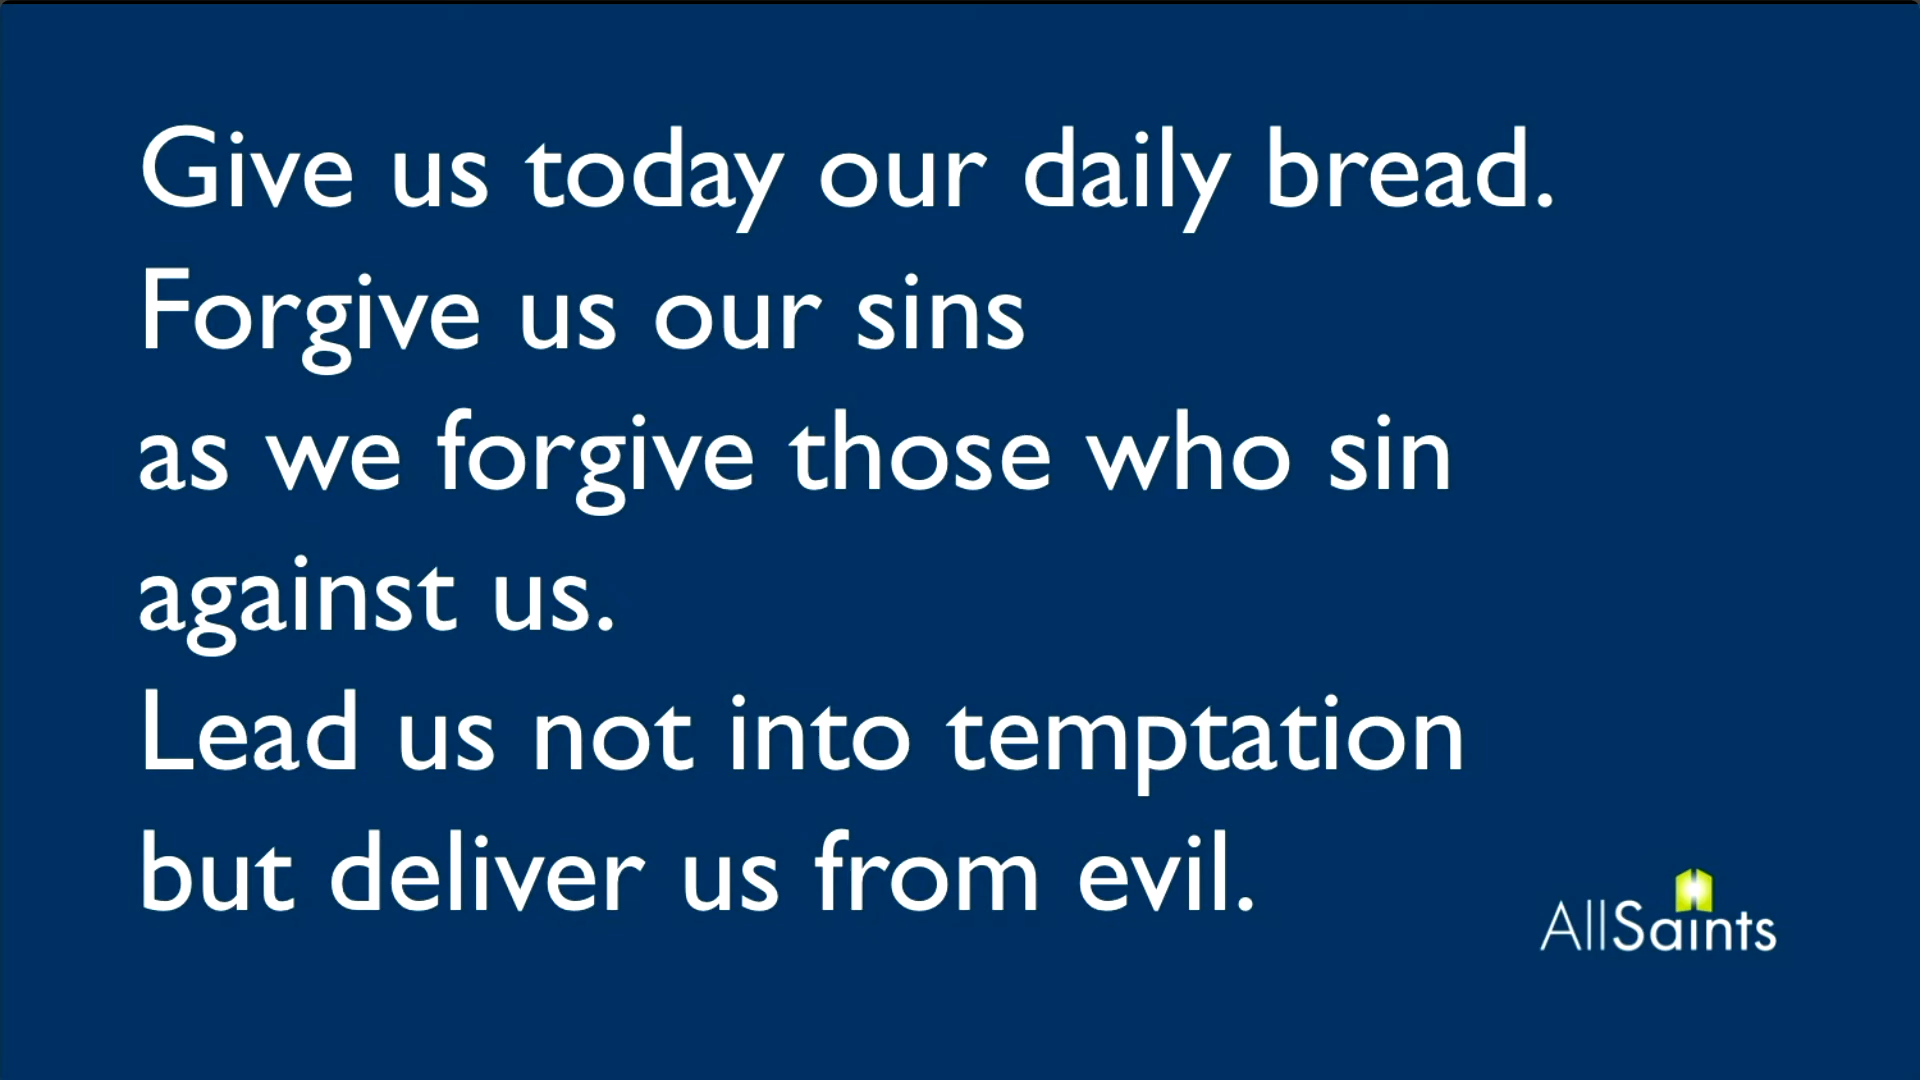 Give us today our daily bread.
Forgive us our sins
as we forgive those who sin
against us.
Lead us not into temptation
but deliver us from evil.
AllSaints